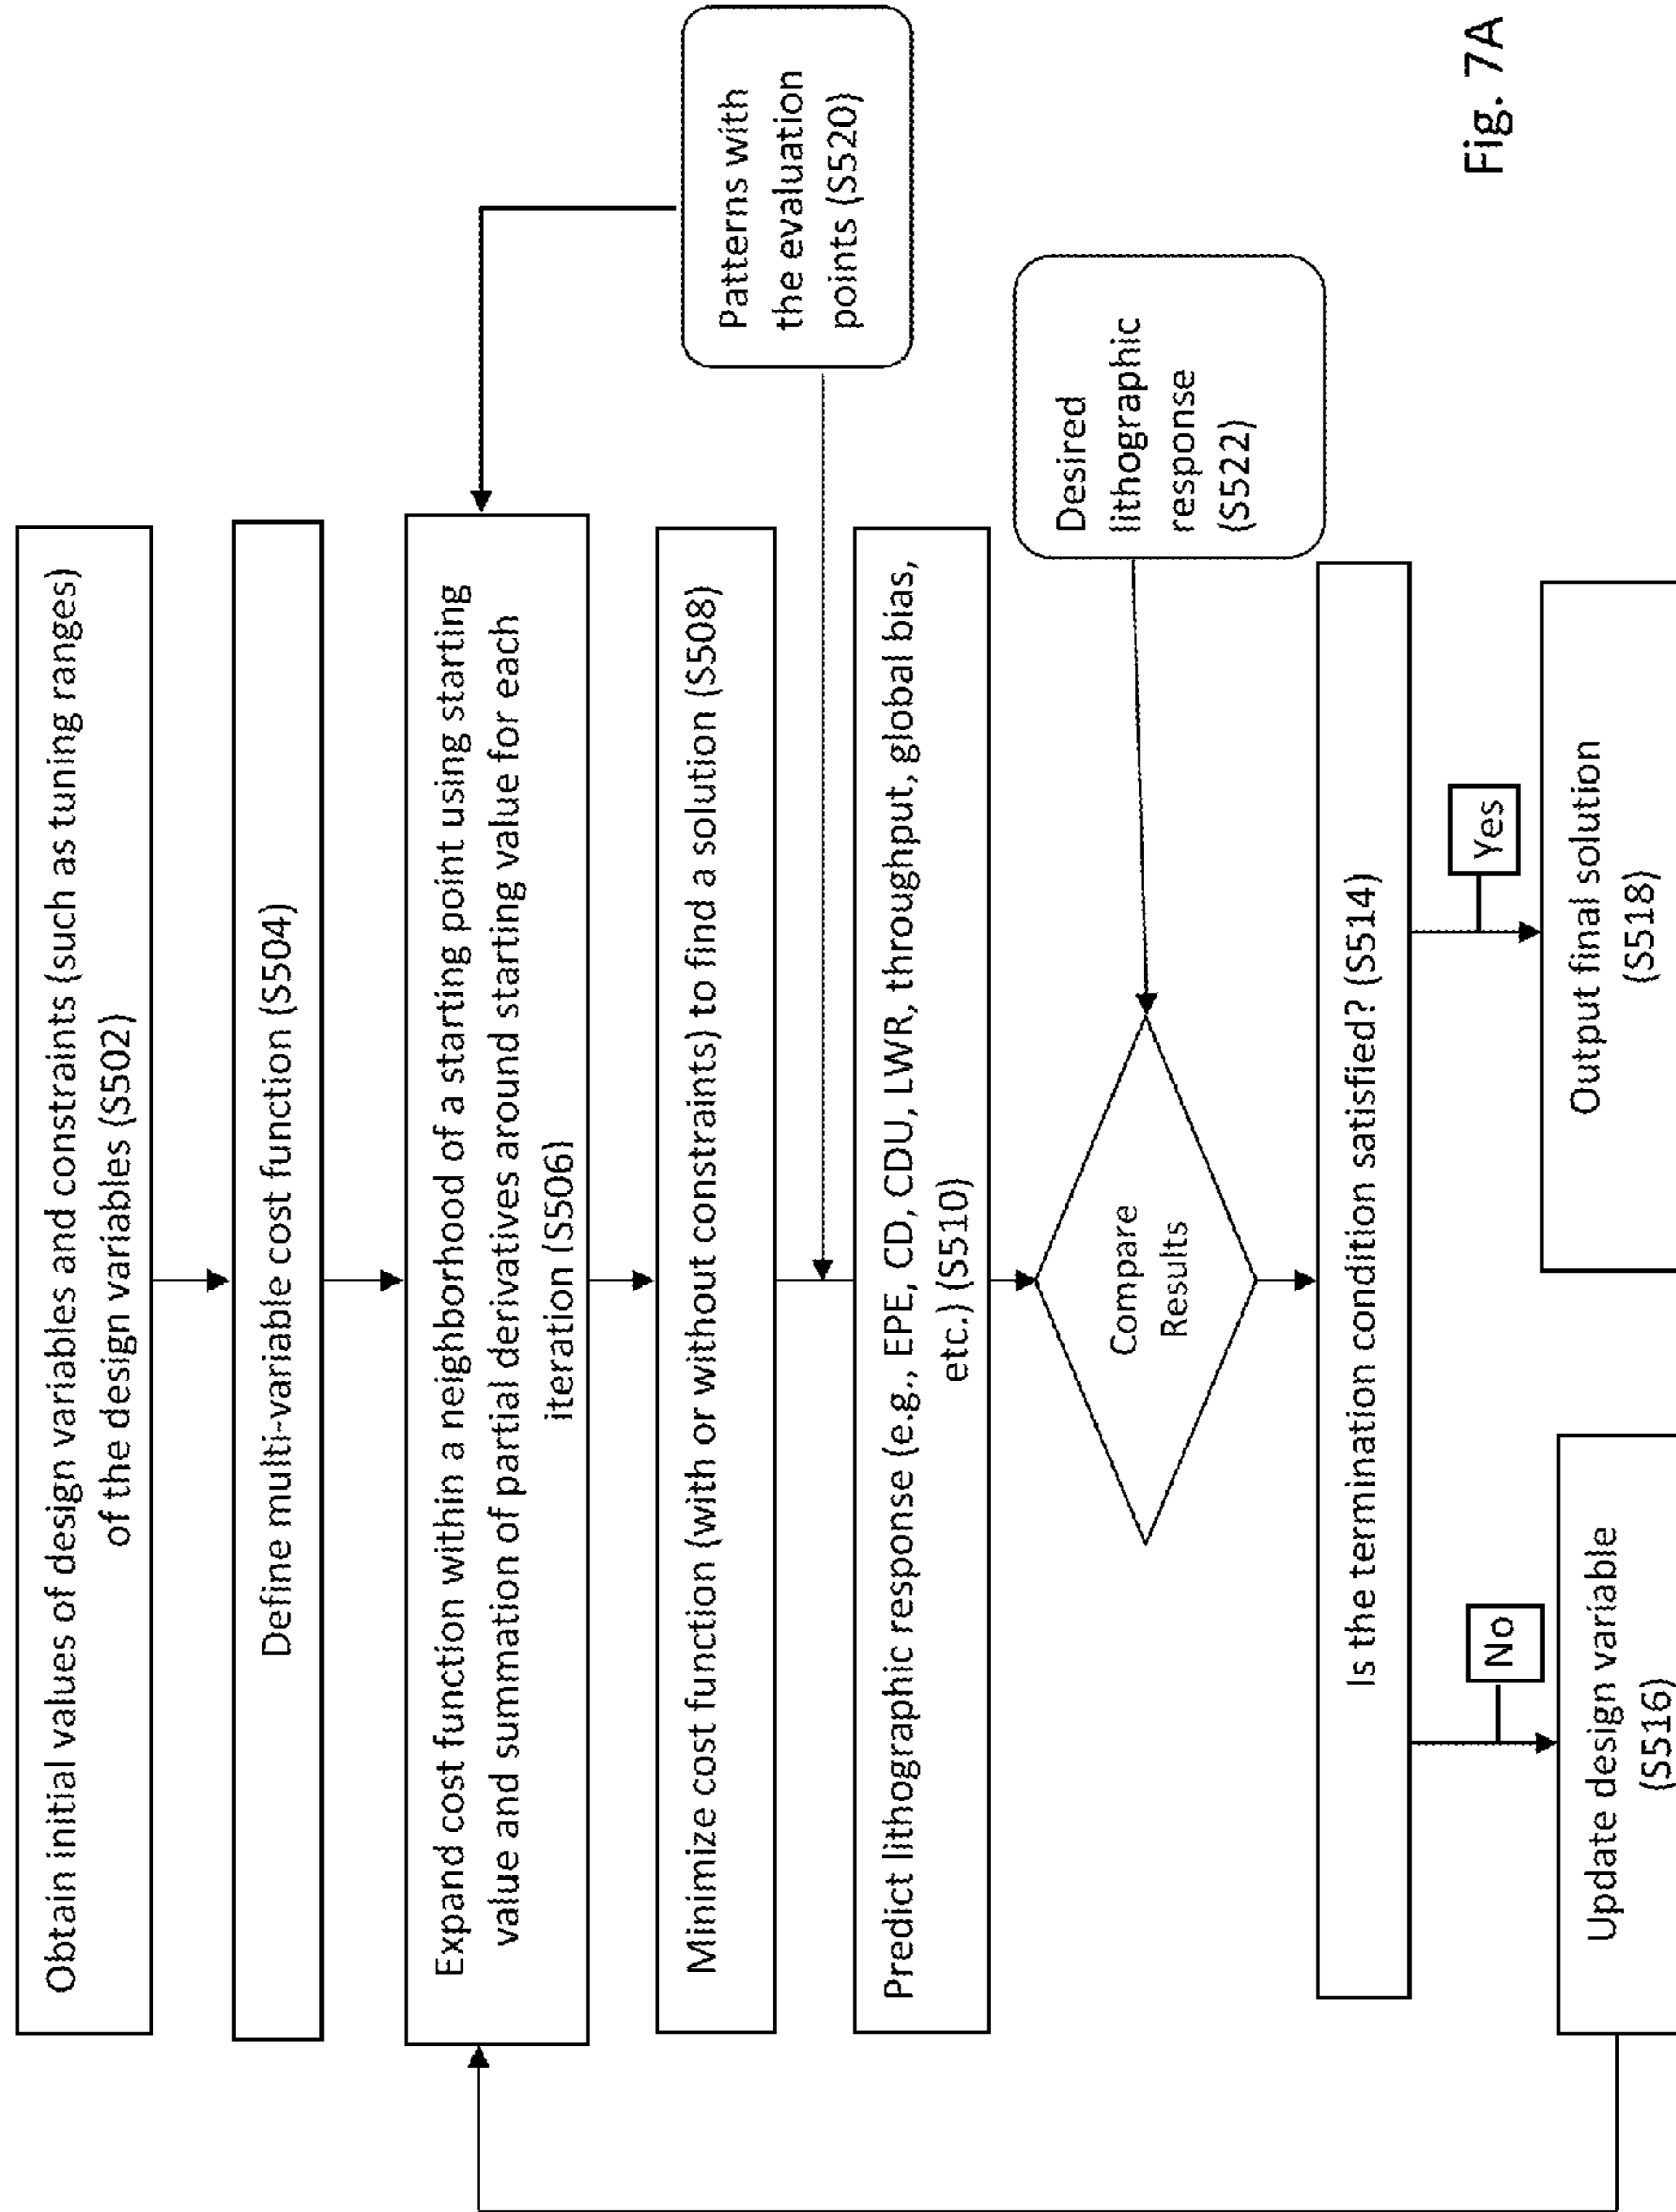 Obtain initial values of design variables and constraints (such as tuning ranges)
of the design variables (S502)
Define multi-variable cost function (S504)
Expand cost function within a neighborhood of a starting point using starting
value and summation of partial derivatives around starting value for each
iteration (S506)
Patterns with
the evaluation
points (S520)
Minimize cost function (with or without constraints) to find a solution (S508)
Predict lithographic response (e.g., EPE, CD, CDU, LWR, throughput, global bias,
etc.) (S510)
Desired
lithographic
response
(S522)
Compare
Results
Is the termination condition satisfied? (S514)
No
Yes
Update design variable
(S516)
Output final solution
(S518)
Fig. 7A